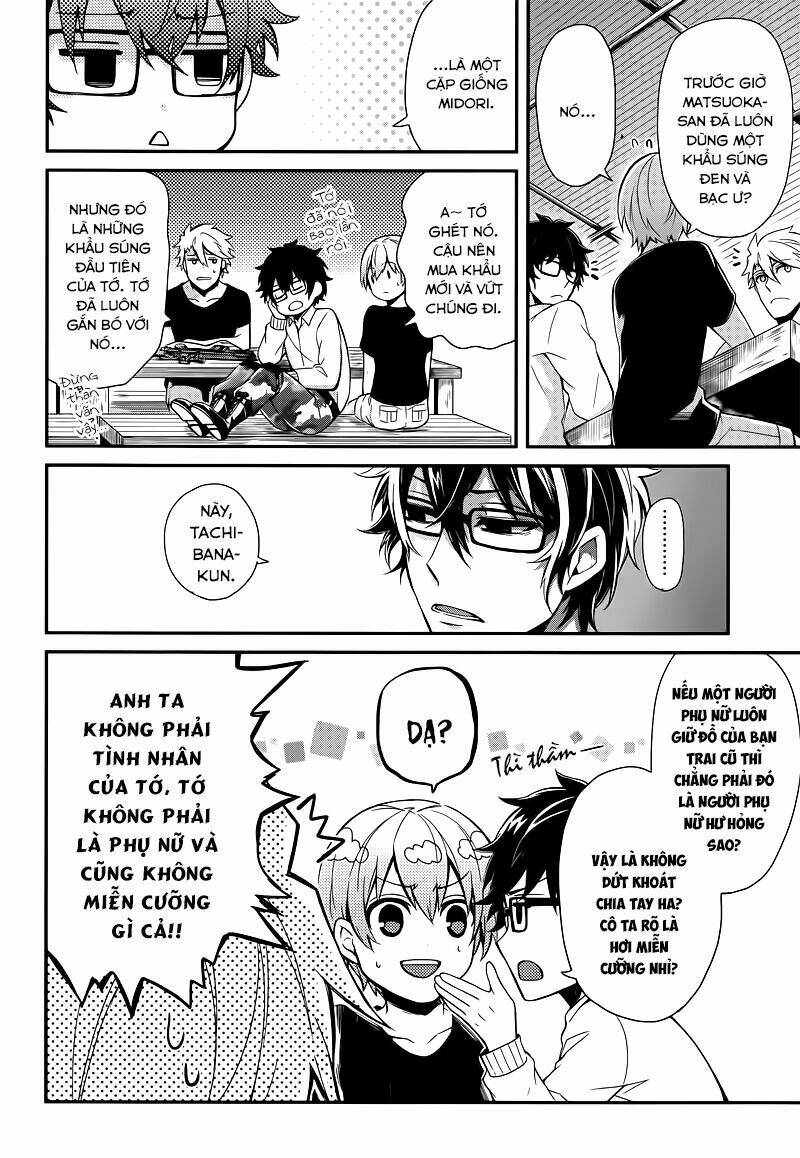 TRƯỚC GIỜ
MATSUOKA-
SAN ĐÃ LUÔN
DÙNG MỘT
KHẨU SÚNG
ĐEN VÀ
BẠC Ư?
NÓ...
...LÀ MỘT
CẶP GIỐNG
MIDORI.
A~ TỚ
GHÉT NÓ.
CẬU NÊN
MUA KHẨU
MỚI VÀ VỨT
CHÚNG ĐI.
Tớ
đã nói
bao lần
rồi
NHƯNG ĐÓ
LÀ NHỮNG
KHẨU SÚNG
ĐẦU TIÊN
CỦA TỚ. TỚ
ĐÃ LUÔN
GẮN BÓ VỚI
NÓ...
Đừng
than
vãn
vậy...
.........
NÀY,
TACHI-
BANA-
KUN.
NẾU MỘT NGƯỜI
PHỤ NỮ LUÔN
GIỮ ĐỒ CỦA BẠN
TRAI CŨ THÌ
CHẲNG PHẢI ĐÓ
LÀ NGƯỜI PHỤ
NỮ HƯ HỎNG
SAO?
VẬY LÀ KHÔNG
DỨT KHOÁT
CHIA TAY HA?
CÔ TA RÕ LÀ
HƠI MIỄN
CƯỠNG NHỈ?
Thì thầm
DẠ?
ANH TA
KHÔNG PHẢI
TÌNH NHÂN
CỦA TỚ, TỚ
KHÔNG PHẢI
LÀ PHỤ NỮ VÀ
CŨNG KHÔNG
MIỄN CƯỠNG
GÌ CẢ!!